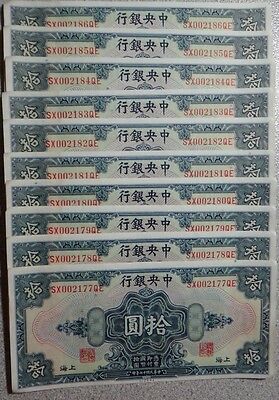 行銀央中
SX002186QE SX002186QE
行銀央中
SX002185QE SX002185QE
行銀央中
SX002184QE SX002184QE
行銀央中
SX002183QE SX002183QE
行銀央中
SX002182QE SX002182QE
行銀央中
SX002181QE SX002181QE
行銀央中
SX002180QE SX002180QE
行銀央中
SX002179QE SX002179QE
行銀央中
SX002178QE SX002178QE
拾 行銀央中 拾
SX002177QE SX002177QE
圓拾
海上